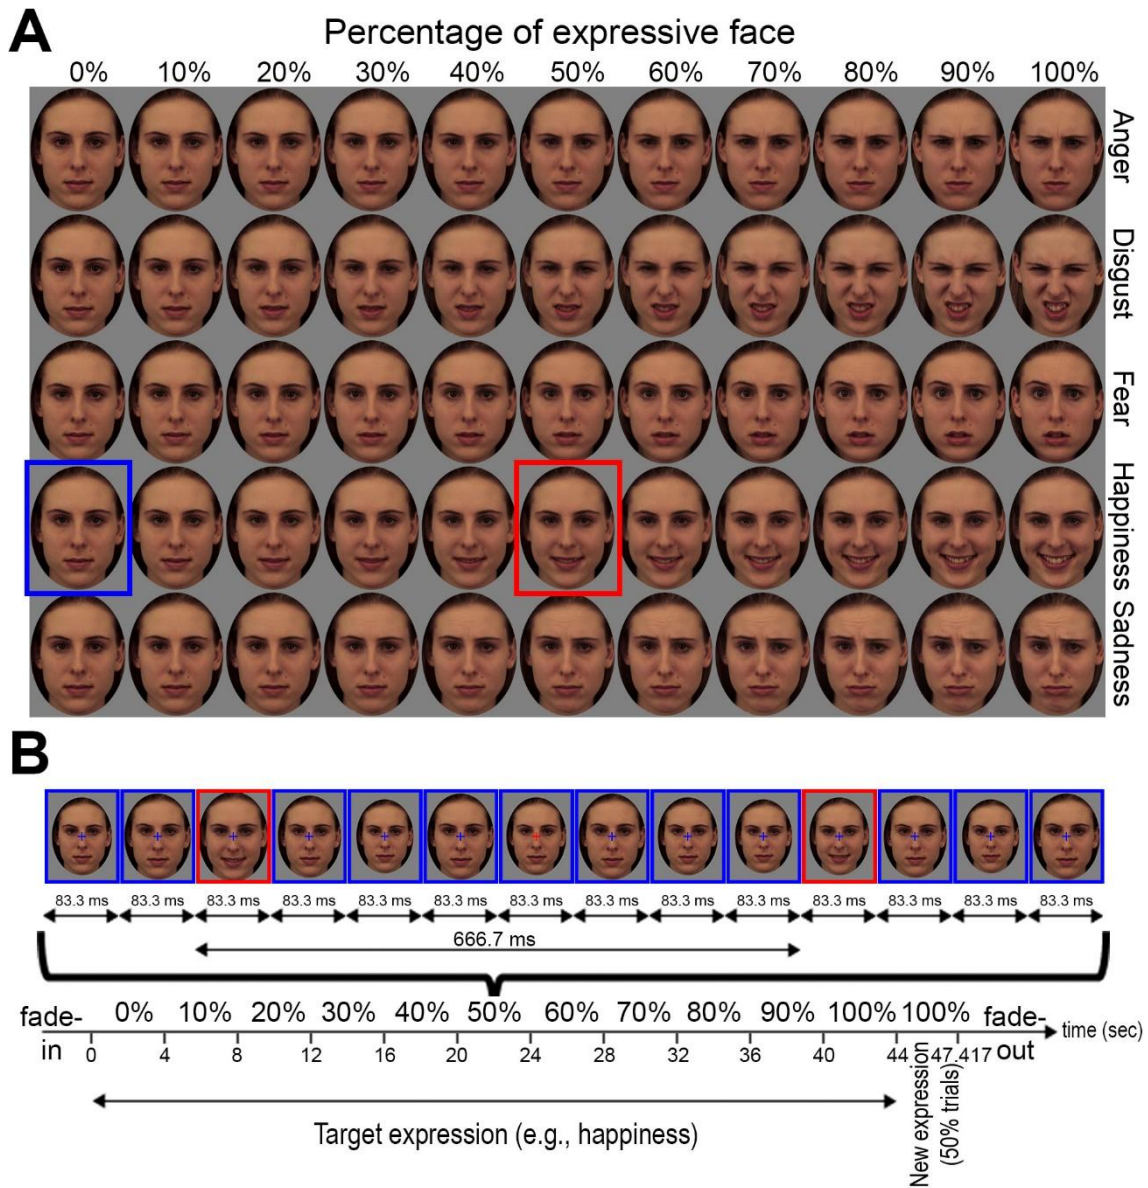 A
Percentage of expressive face
0% 10% 20% 30% 40% 50% 60% 70% 80% 90% 100%
Anger
Disgust
Fear
Happiness
Sadness
B
83.3 ms 83.3 ms 83.3 ms 83.3 ms 83.3 ms 83.3 ms 83.3 ms 83.3 ms 83.3 ms 83.3 ms 83.3 ms 83.3 ms 83.3 ms 83.3 ms
666.7 ms
0% 10% 20% 30% 40% 50% 60% 70% 80% 90% 100% 100%
fade-in
fade-out
time (sec)
0 4 8 12 16 20 24 28 32 36 40 44 47.417
Target expression (e.g., happiness)
New expression
(50% trials)